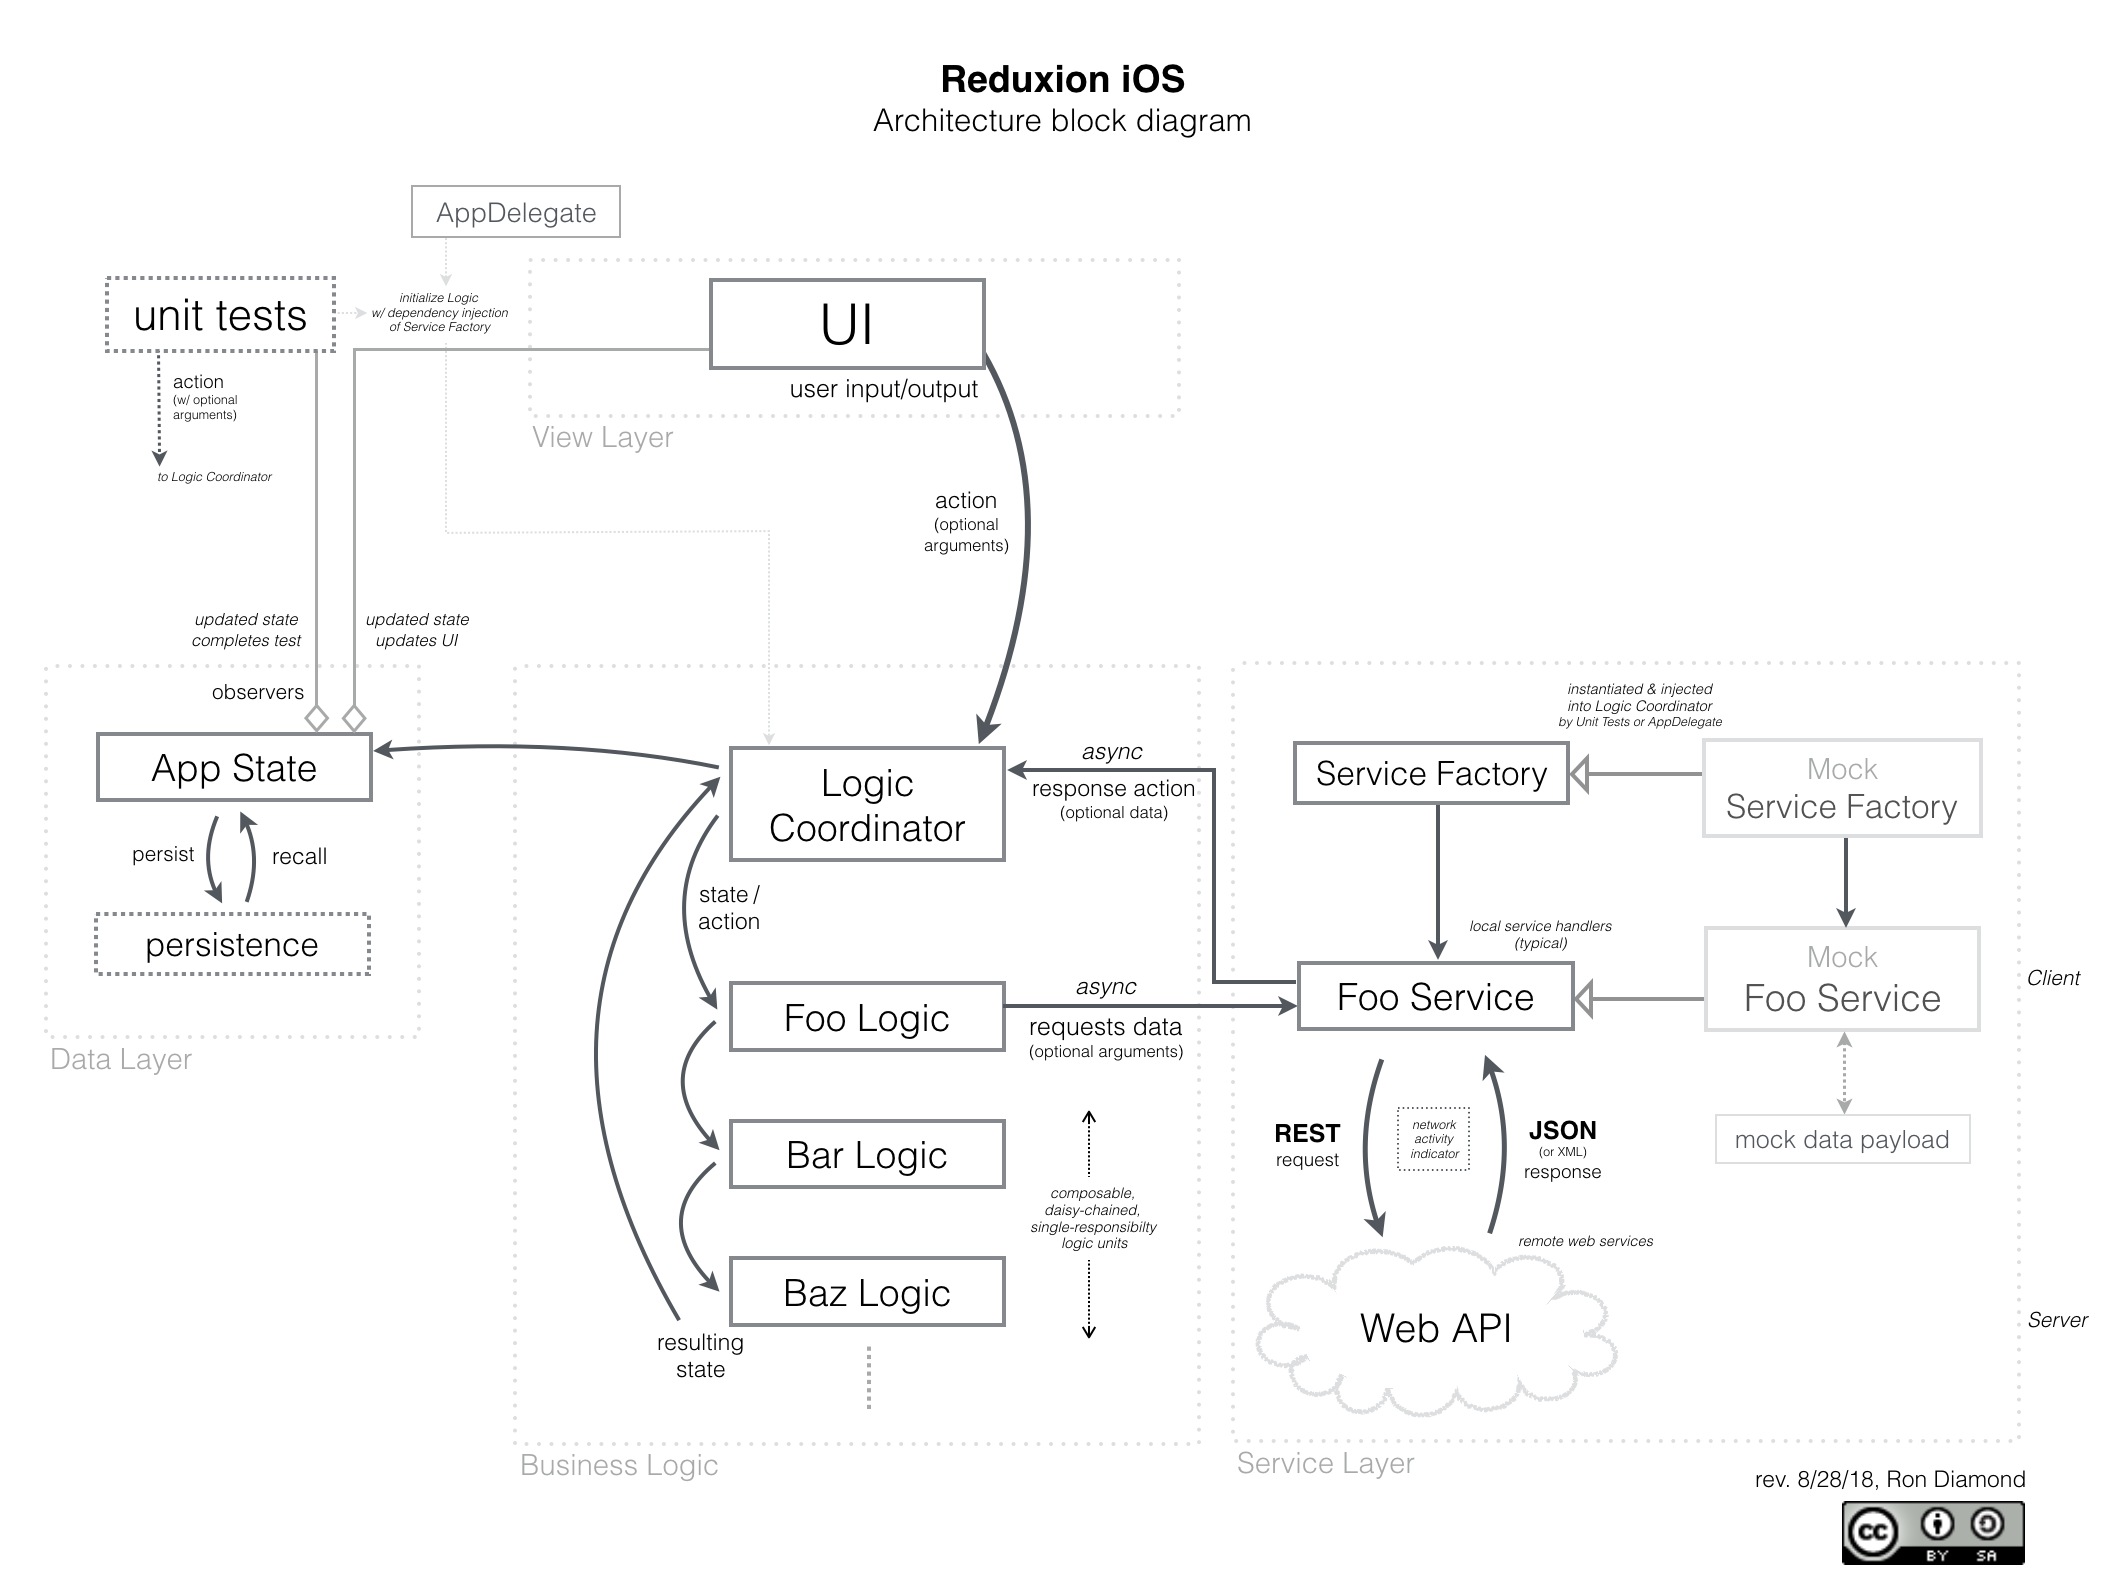 Reduxion iOS
Architecture block diagram
AppDelegate
unit tests
initialize Logic
w/ dependency injection
of Service Factory
UI
user input/output
View Layer
action
(w/ optional
arguments)
to Logic Coordinator
action
(optional
arguments)
updated state
completes test
updated state
updates UI
observers
App State
persist
recall
persistence
Data Layer
Logic
Coordinator
async
response action
(optional data)
state /
action
Foo Logic
async
requests data
(optional arguments)
Bar Logic
composable,
daisy-chained,
single-responsibilty
logic units
Baz Logic
resulting
state
Business Logic
instantiated & injected
into Logic Coordinator
by Unit Tests or AppDelegate
Service Factory
Mock
Service Factory
local service handlers
(typical)
Foo Service
Mock
Foo Service
Client
REST
request
network
activity
indicator
JSON
(or XML)
response
mock data payload
remote web services
Web API
Server
Service Layer
rev. 8/28/18, Ron Diamond
cc
BY SA